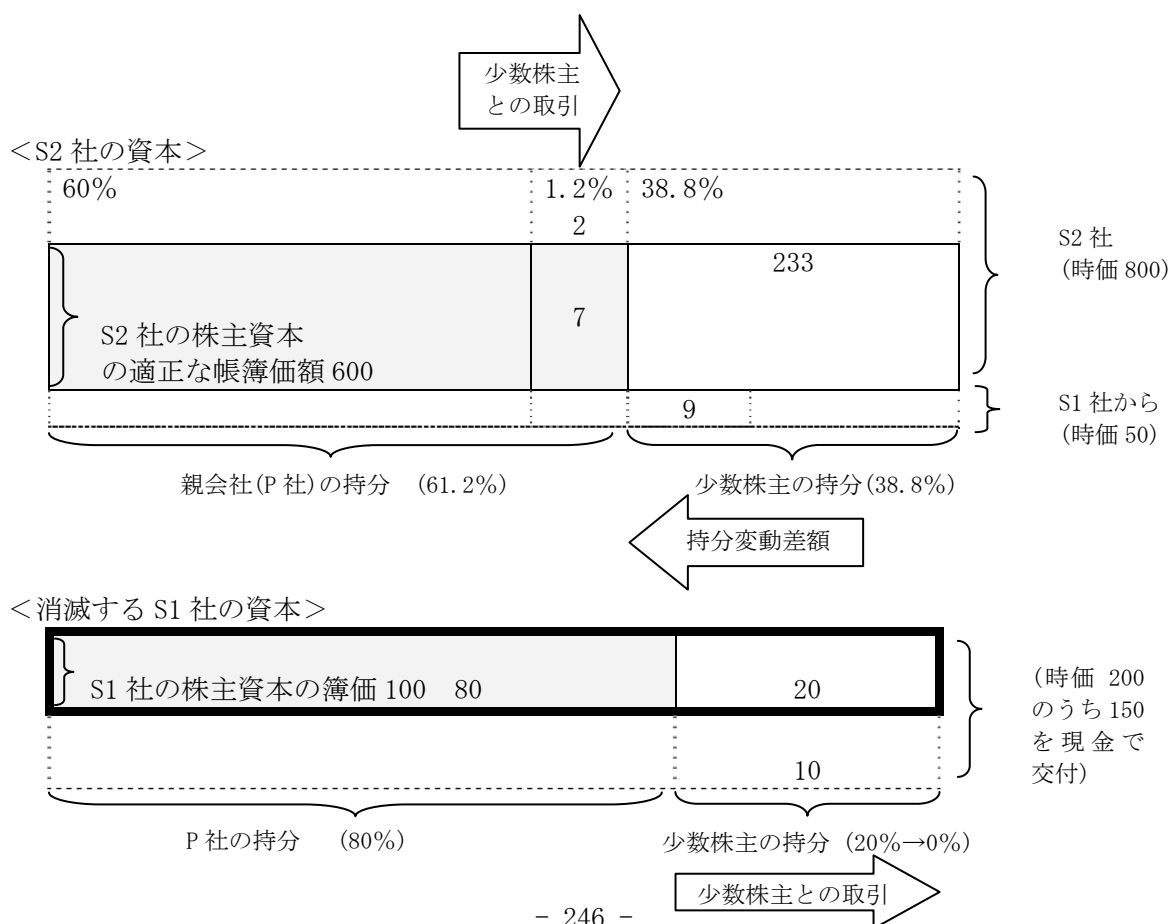 少数株主
との取引
＜S2 社の資本＞
60%
1.2%
38.8%
2
233
S2 社
(時価 800)
7
S2 社の株主資本
の適正な帳簿価額 600
9
S1 社から
(時価 50)
親会社(P 社)の持分 (61.2%)
少数株主の持分(38.8%)
持分変動差額
＜消滅する S1 社の資本＞
S1 社の株主資本の簿価 100 80
20
(時価 200
のうち 150
を現金で
交付)
10
P 社の持分 (80%)
少数株主の持分 (20%→0%)
少数株主との取引
- 246 -